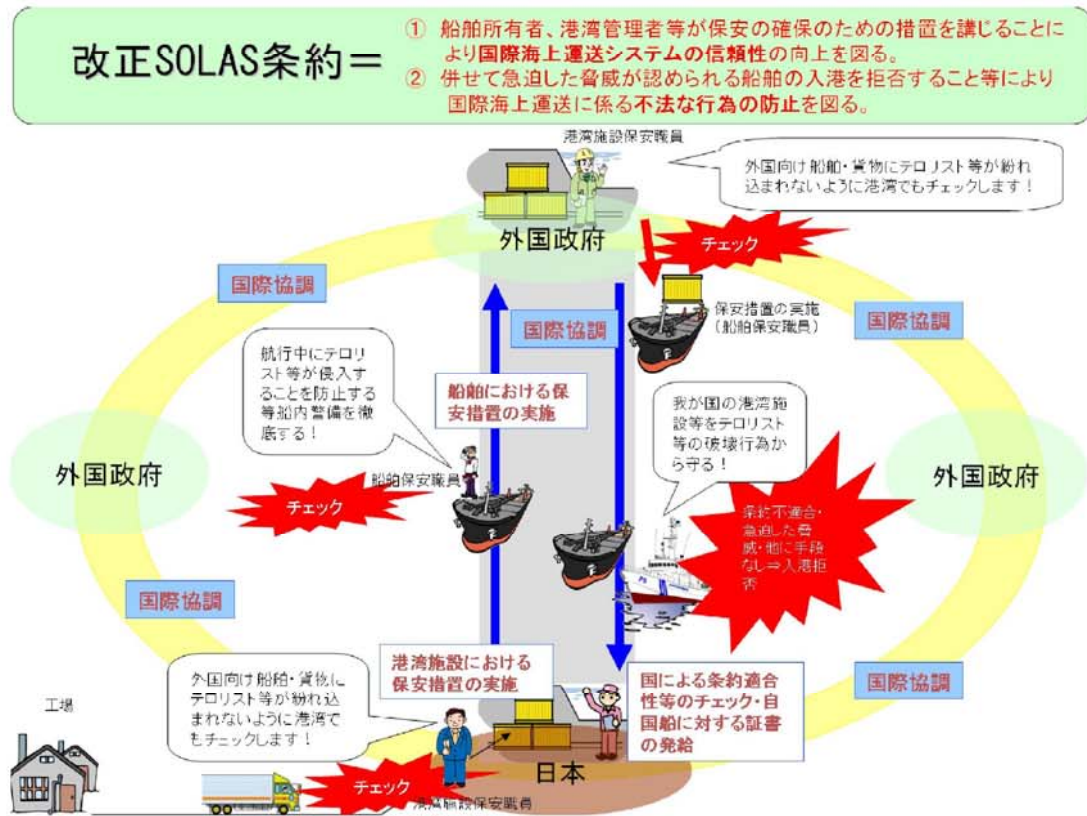 改正SOLAS条約＝
① 船舶所有者、港湾管理者等が保安の確保のための措置を講じることに
より国際海上運送システムの信頼性の向上を図る。
② 併せて急迫した脅威が認められる船舶の入港を拒否すること等により
国際海上運送に係る不法な行為の防止を図る。
港湾施設保安職員
外国向け船舶・貨物にテロリスト等が紛れ
込まれないように港湾でもチェックします！
外国政府
チェック
国際協調
国際協調
国際協調
保安措置の実施
（船舶保安職員）
航行中にテロリ
スト等が侵入す
ることを防止する
等船内警備を徹
底する！
船舶における保
安措置の実施
我が国の港湾施
設等をテロリスト
等の破壊行為か
ら守る！
外国政府
外国政府
船舶保安職員
チェック
条約不適合・
急迫した脅
威・他に手段
なし⇒入港拒
否
国際協調
国際協調
港湾施設における
保安措置の実施
国による条約適合
性等のチェック・自
国船に対する証書
の発給
外国向け船舶・貨物に
テロリスト等が紛れ込
まれないように港湾で
もチェックします！
工場
チェック
日本
港湾施設保安職員